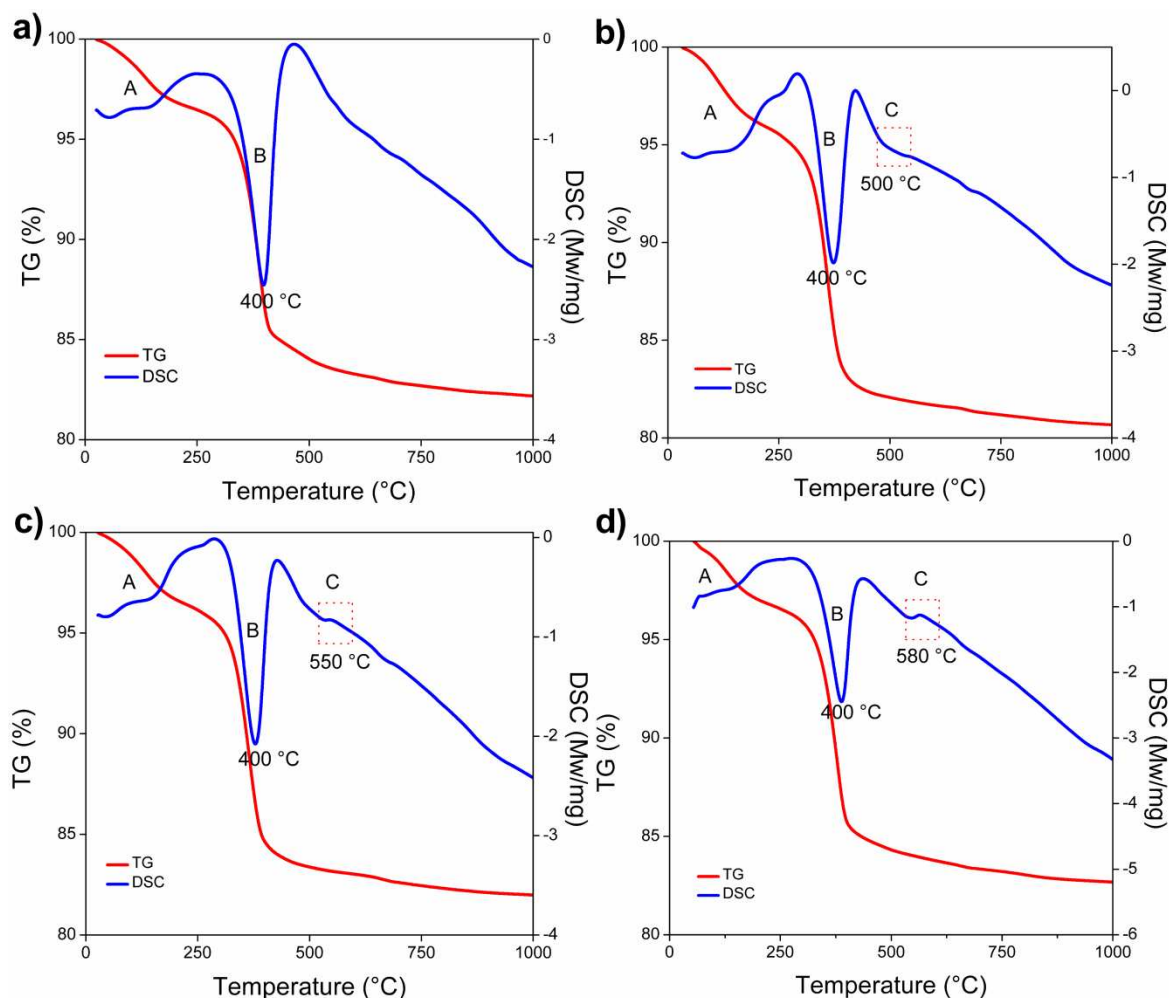 a)
100
95
90
85
80
TG (%)
A
B
400 °C
TG
DSC
0
-1
-2
-3
-4
DSC (Mw/mg)
0 250 500 750 1000
Temperature (°C)
b)
100
95
90
85
80
TG (%)
A
B
C
500 °C
400 °C
TG
DSC
0
-1
-2
-3
-4
DSC (Mw/mg)
0 250 500 750 1000
Temperature (°C)
c)
100
95
90
85
80
TG (%)
A
B
C
550 °C
400 °C
TG
DSC
0
-1
-2
-3
-4
DSC (Mw/mg)
0 250 500 750 1000
Temperature (°C)
d)
100
95
90
85
80
TG (%)
A
B
C
580 °C
400 °C
TG
DSC
0
-1
-2
-3
-4
-5
-6
DSC (Mw/mg)
0 250 500 750 1000
Temperature (°C)